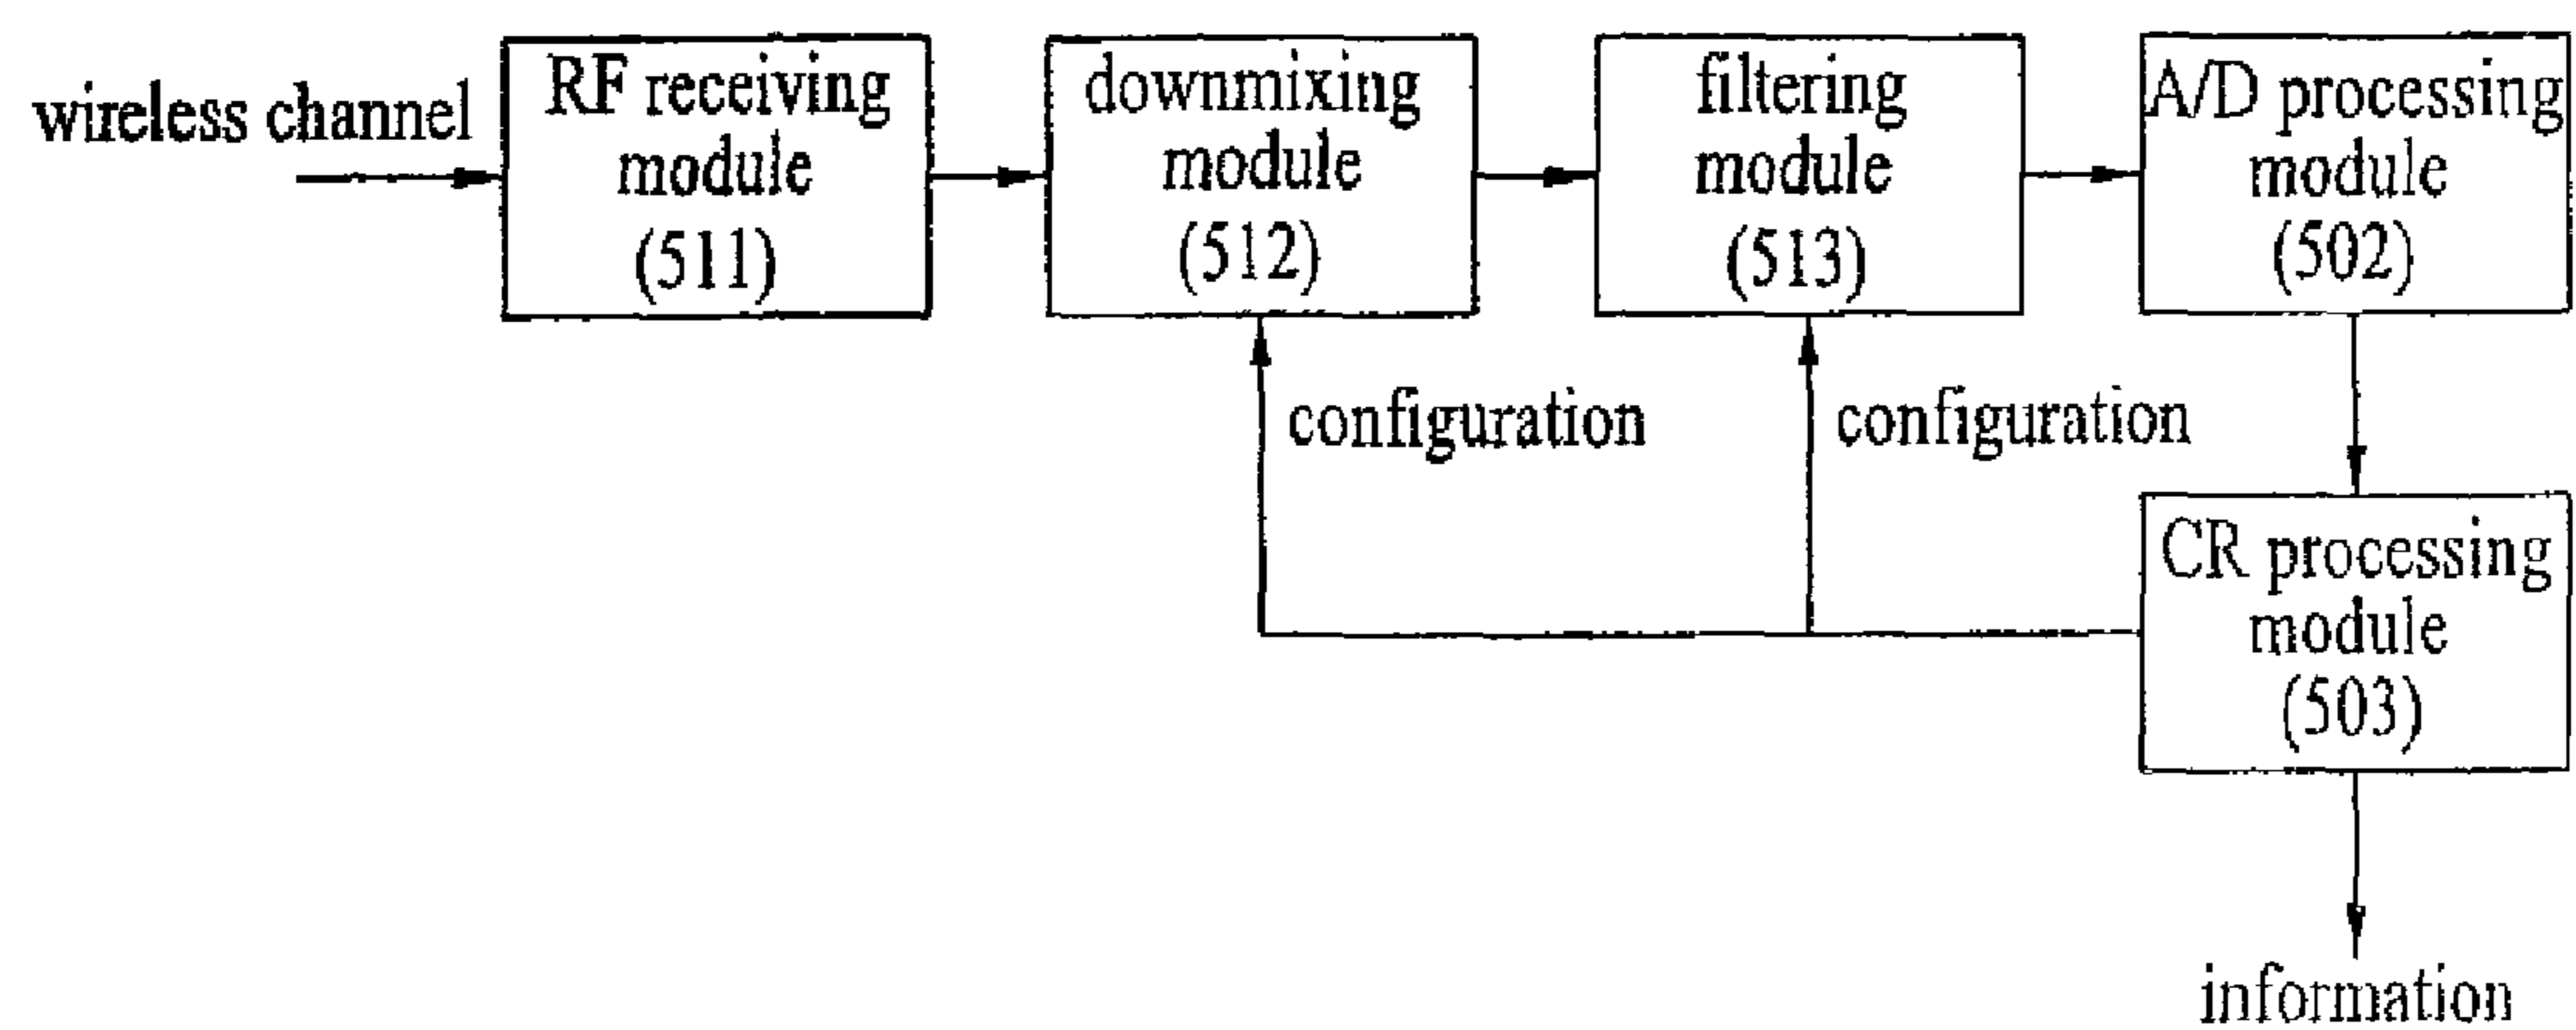 wireless channel
RF receiving
module
(511)
downmixing
module
(512)
filtering
module
(513)
A/D processing
module
(502)
configuration
configuration
CR processing
module
(503)
information